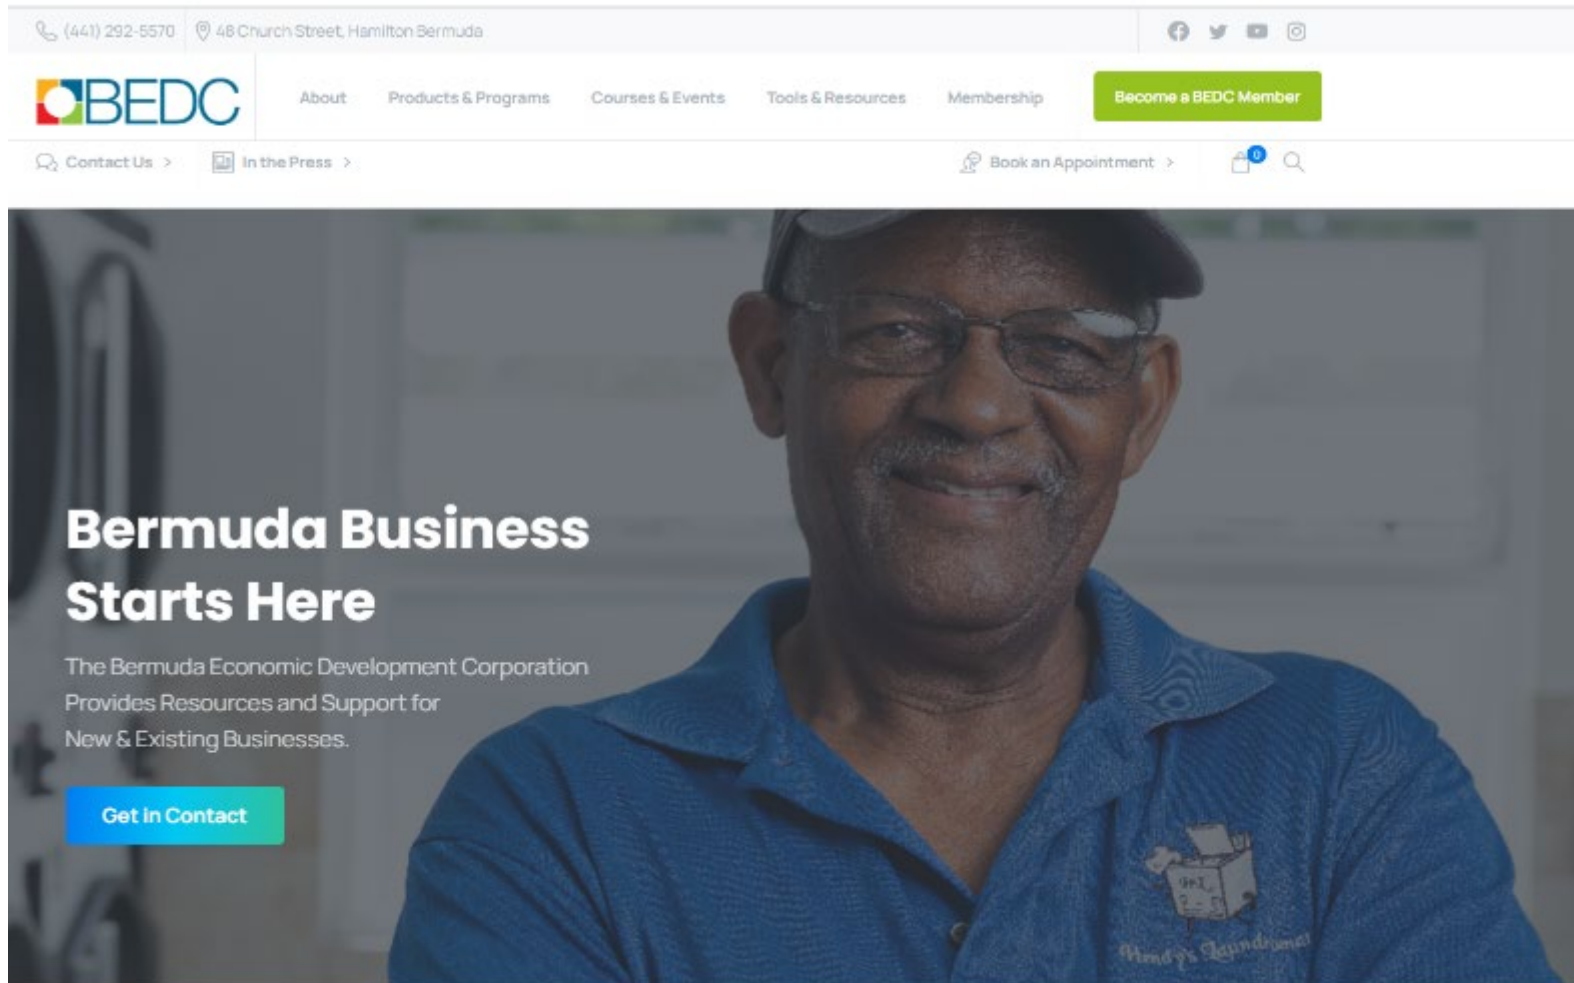 (441) 292-5570 48 Church Street, Hamilton Bermuda
BEDC About Products & Programs Courses & Events Tools & Resources Membership Become a BEDC Member
Contact Us > In the Press > Book an Appointment > 0
Bermuda Business
Starts Here
The Bermuda Economic Development Corporation
Provides Resources and Support for
New & Existing Businesses.
Get in Contact
Laundromat